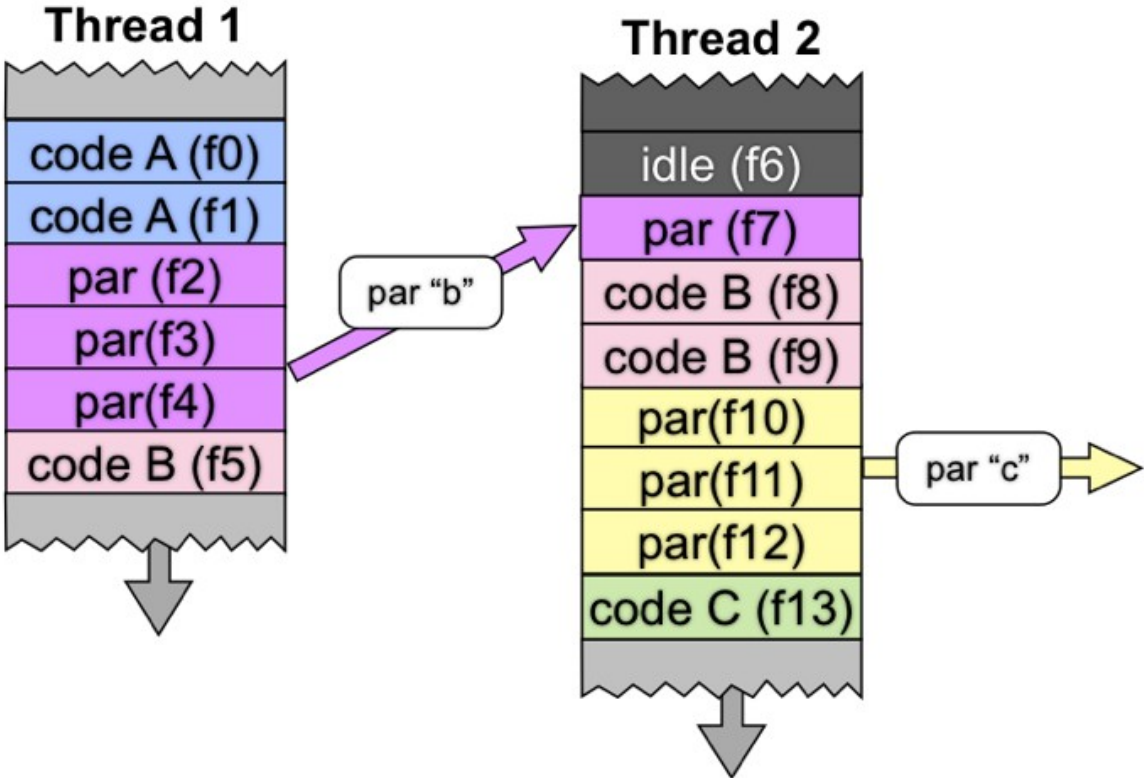 Thread 1
code A (f0)
code A (f1)
par (f2)
par(f3)
par(f4)
code B (f5)
par “b”
Thread 2
idle (f6)
par (f7)
code B (f8)
code B (f9)
par(f10)
par(f11)
par(f12)
code C (f13)
par “c”